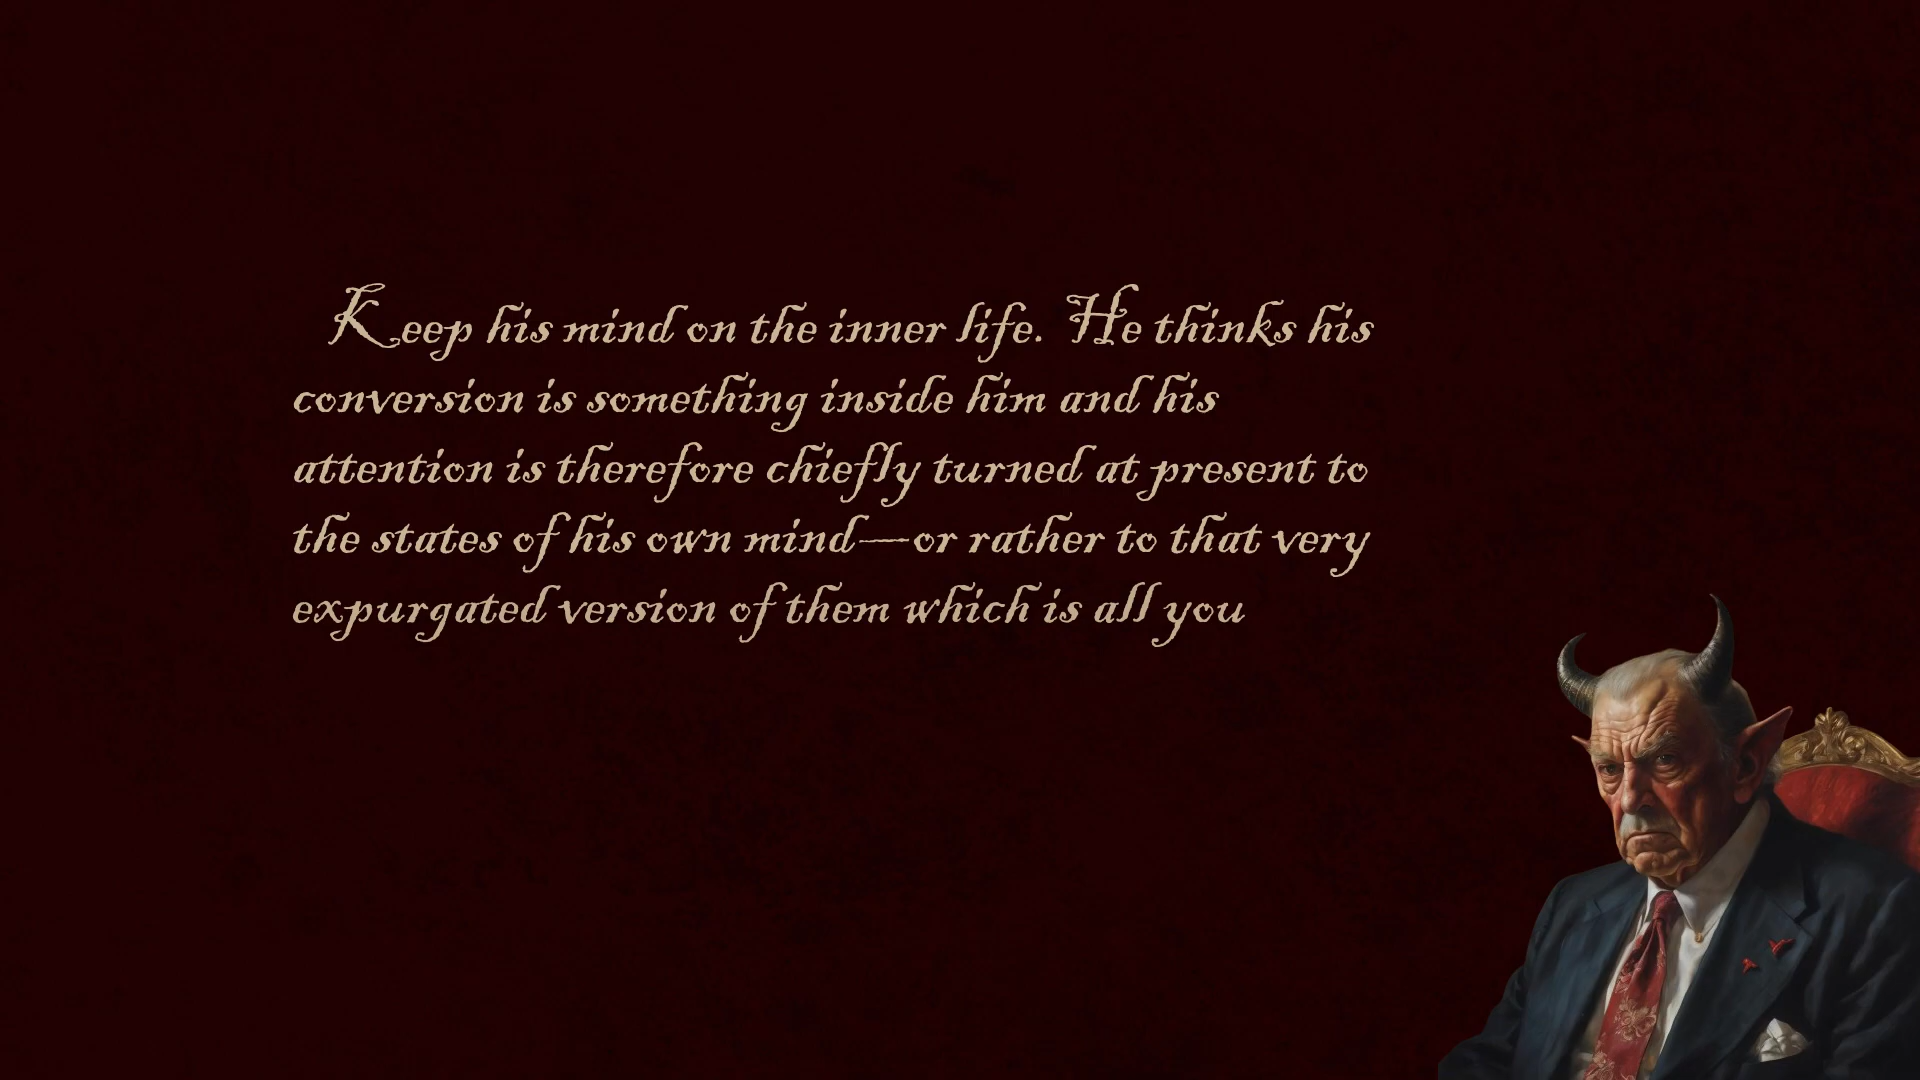 Keep his mind on the inner life. He thinks his
conversion is something inside him and his
attention is therefore chiefly turned at present to
the states of his own mind—or rather to that very
expurgated version of them which is all you